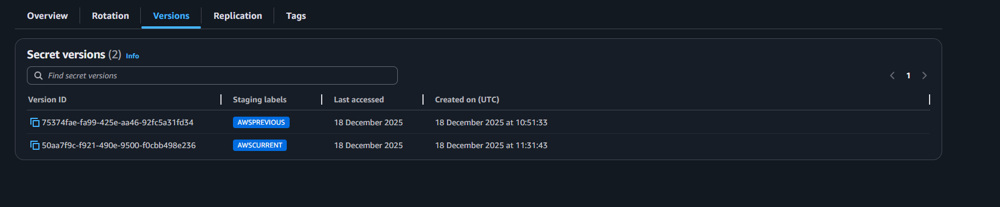 Overview Rotation Versions Replication Tags
Secret versions (2) Info
Find secret versions
1
Version ID Staging labels Last accessed Created on (UTC)
75374fae-fa99-425e-aa46-92fc5a31fd34 AWSPREVIOUS 18 December 2025 18 December 2025 at 10:51:33
50aa7f9c-f921-490e-9500-f0cbb498e236 AWSCURRENT 18 December 2025 18 December 2025 at 11:31:43